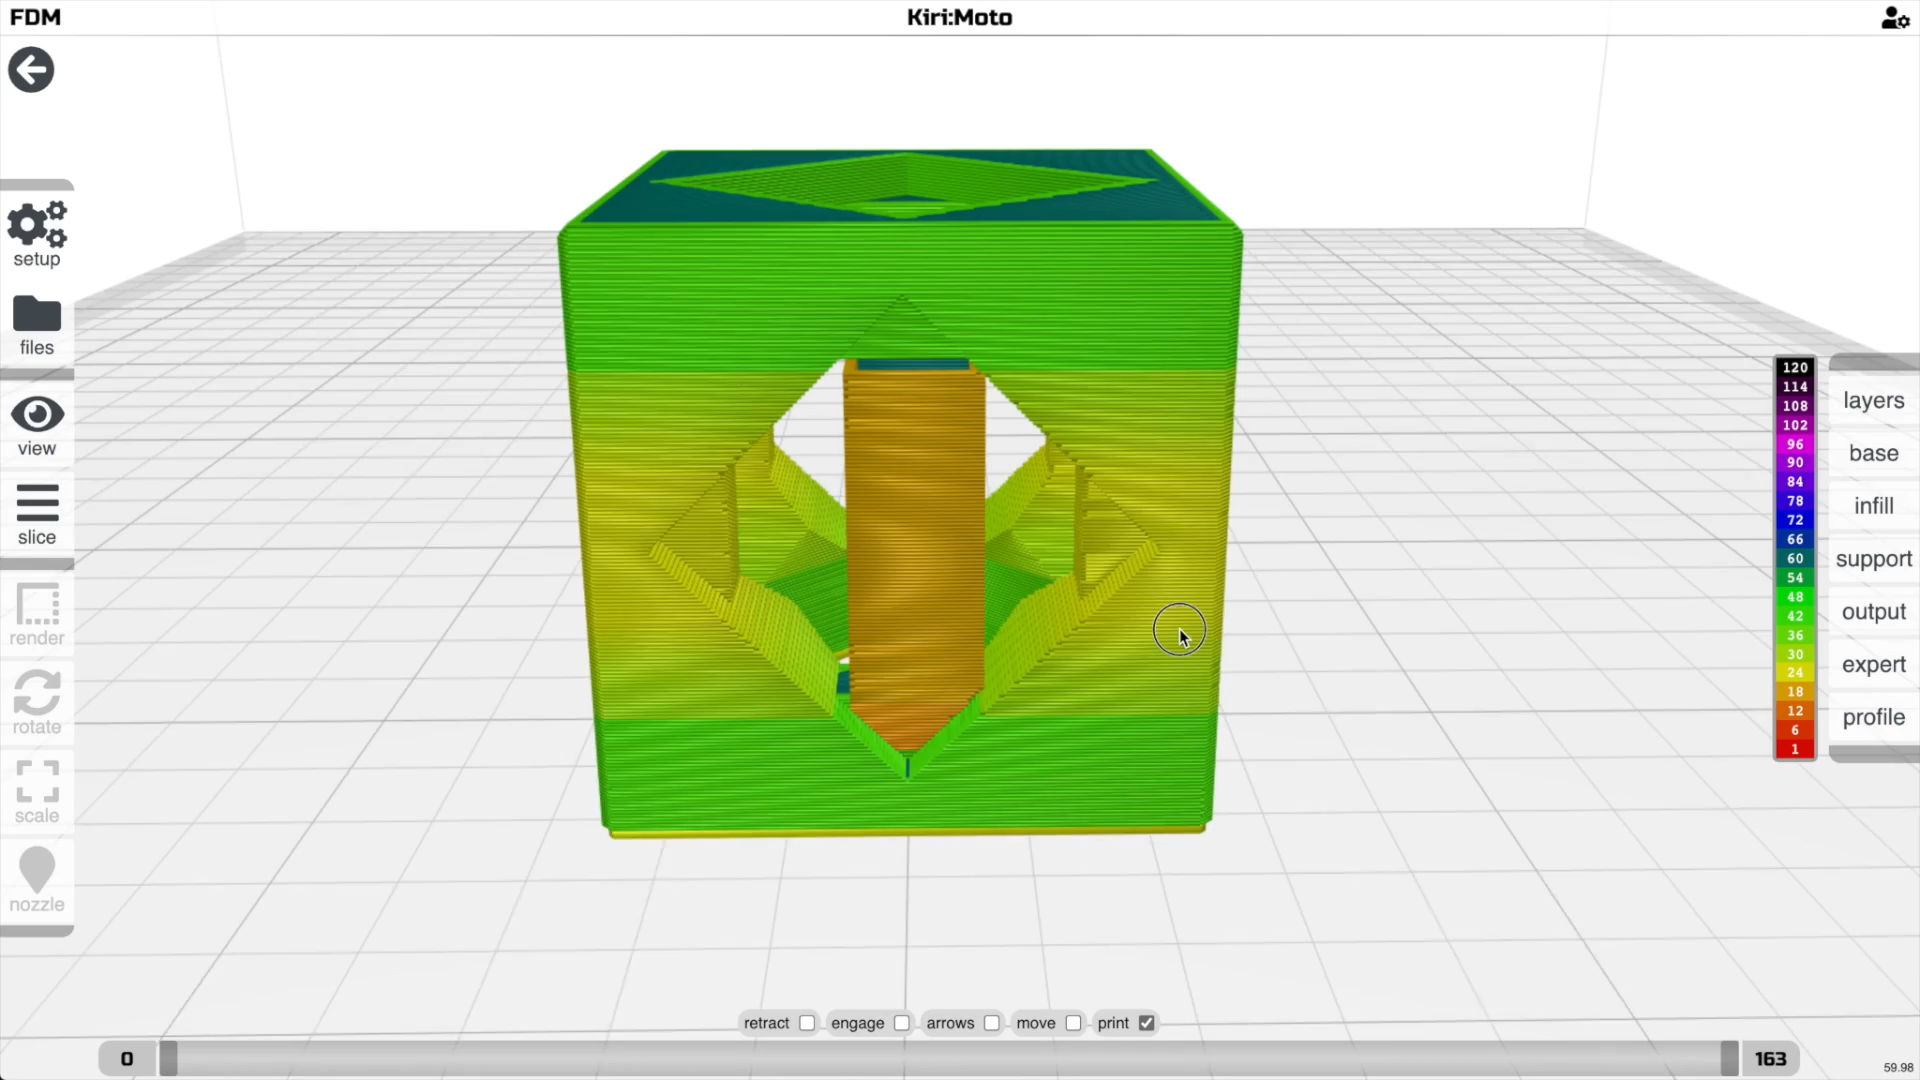 FDM
Kiri:Moto
setup
files
view
slice
render
rotate
scale
nozzle
120
114
108
102
96
90
84
78
72
66
60
54
48
42
36
30
24
18
12
6
1
layers
base
infill
support
output
expert
profile
retract engage arrows move print
0
163
59.98